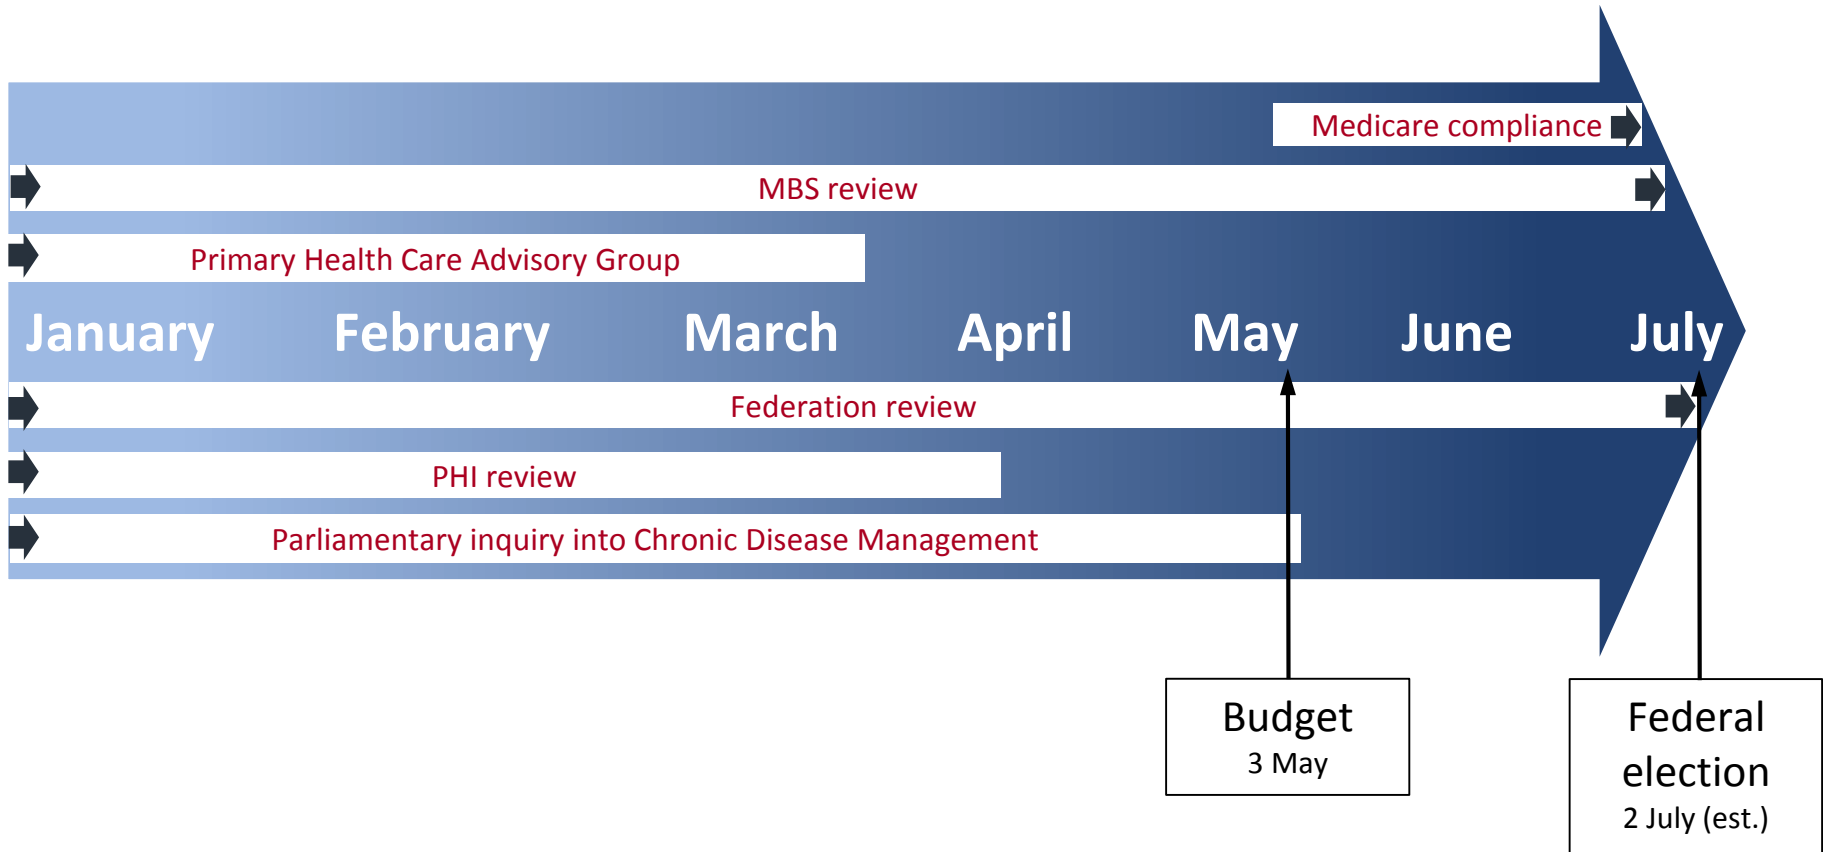 Medicare compliance
MBS review
Primary Health Care Advisory Group
January February March April May June July
Federation review
PHI review
Parliamentary inquiry into Chronic Disease Management
Budget
3 May
Federal
election
2 July (est.)